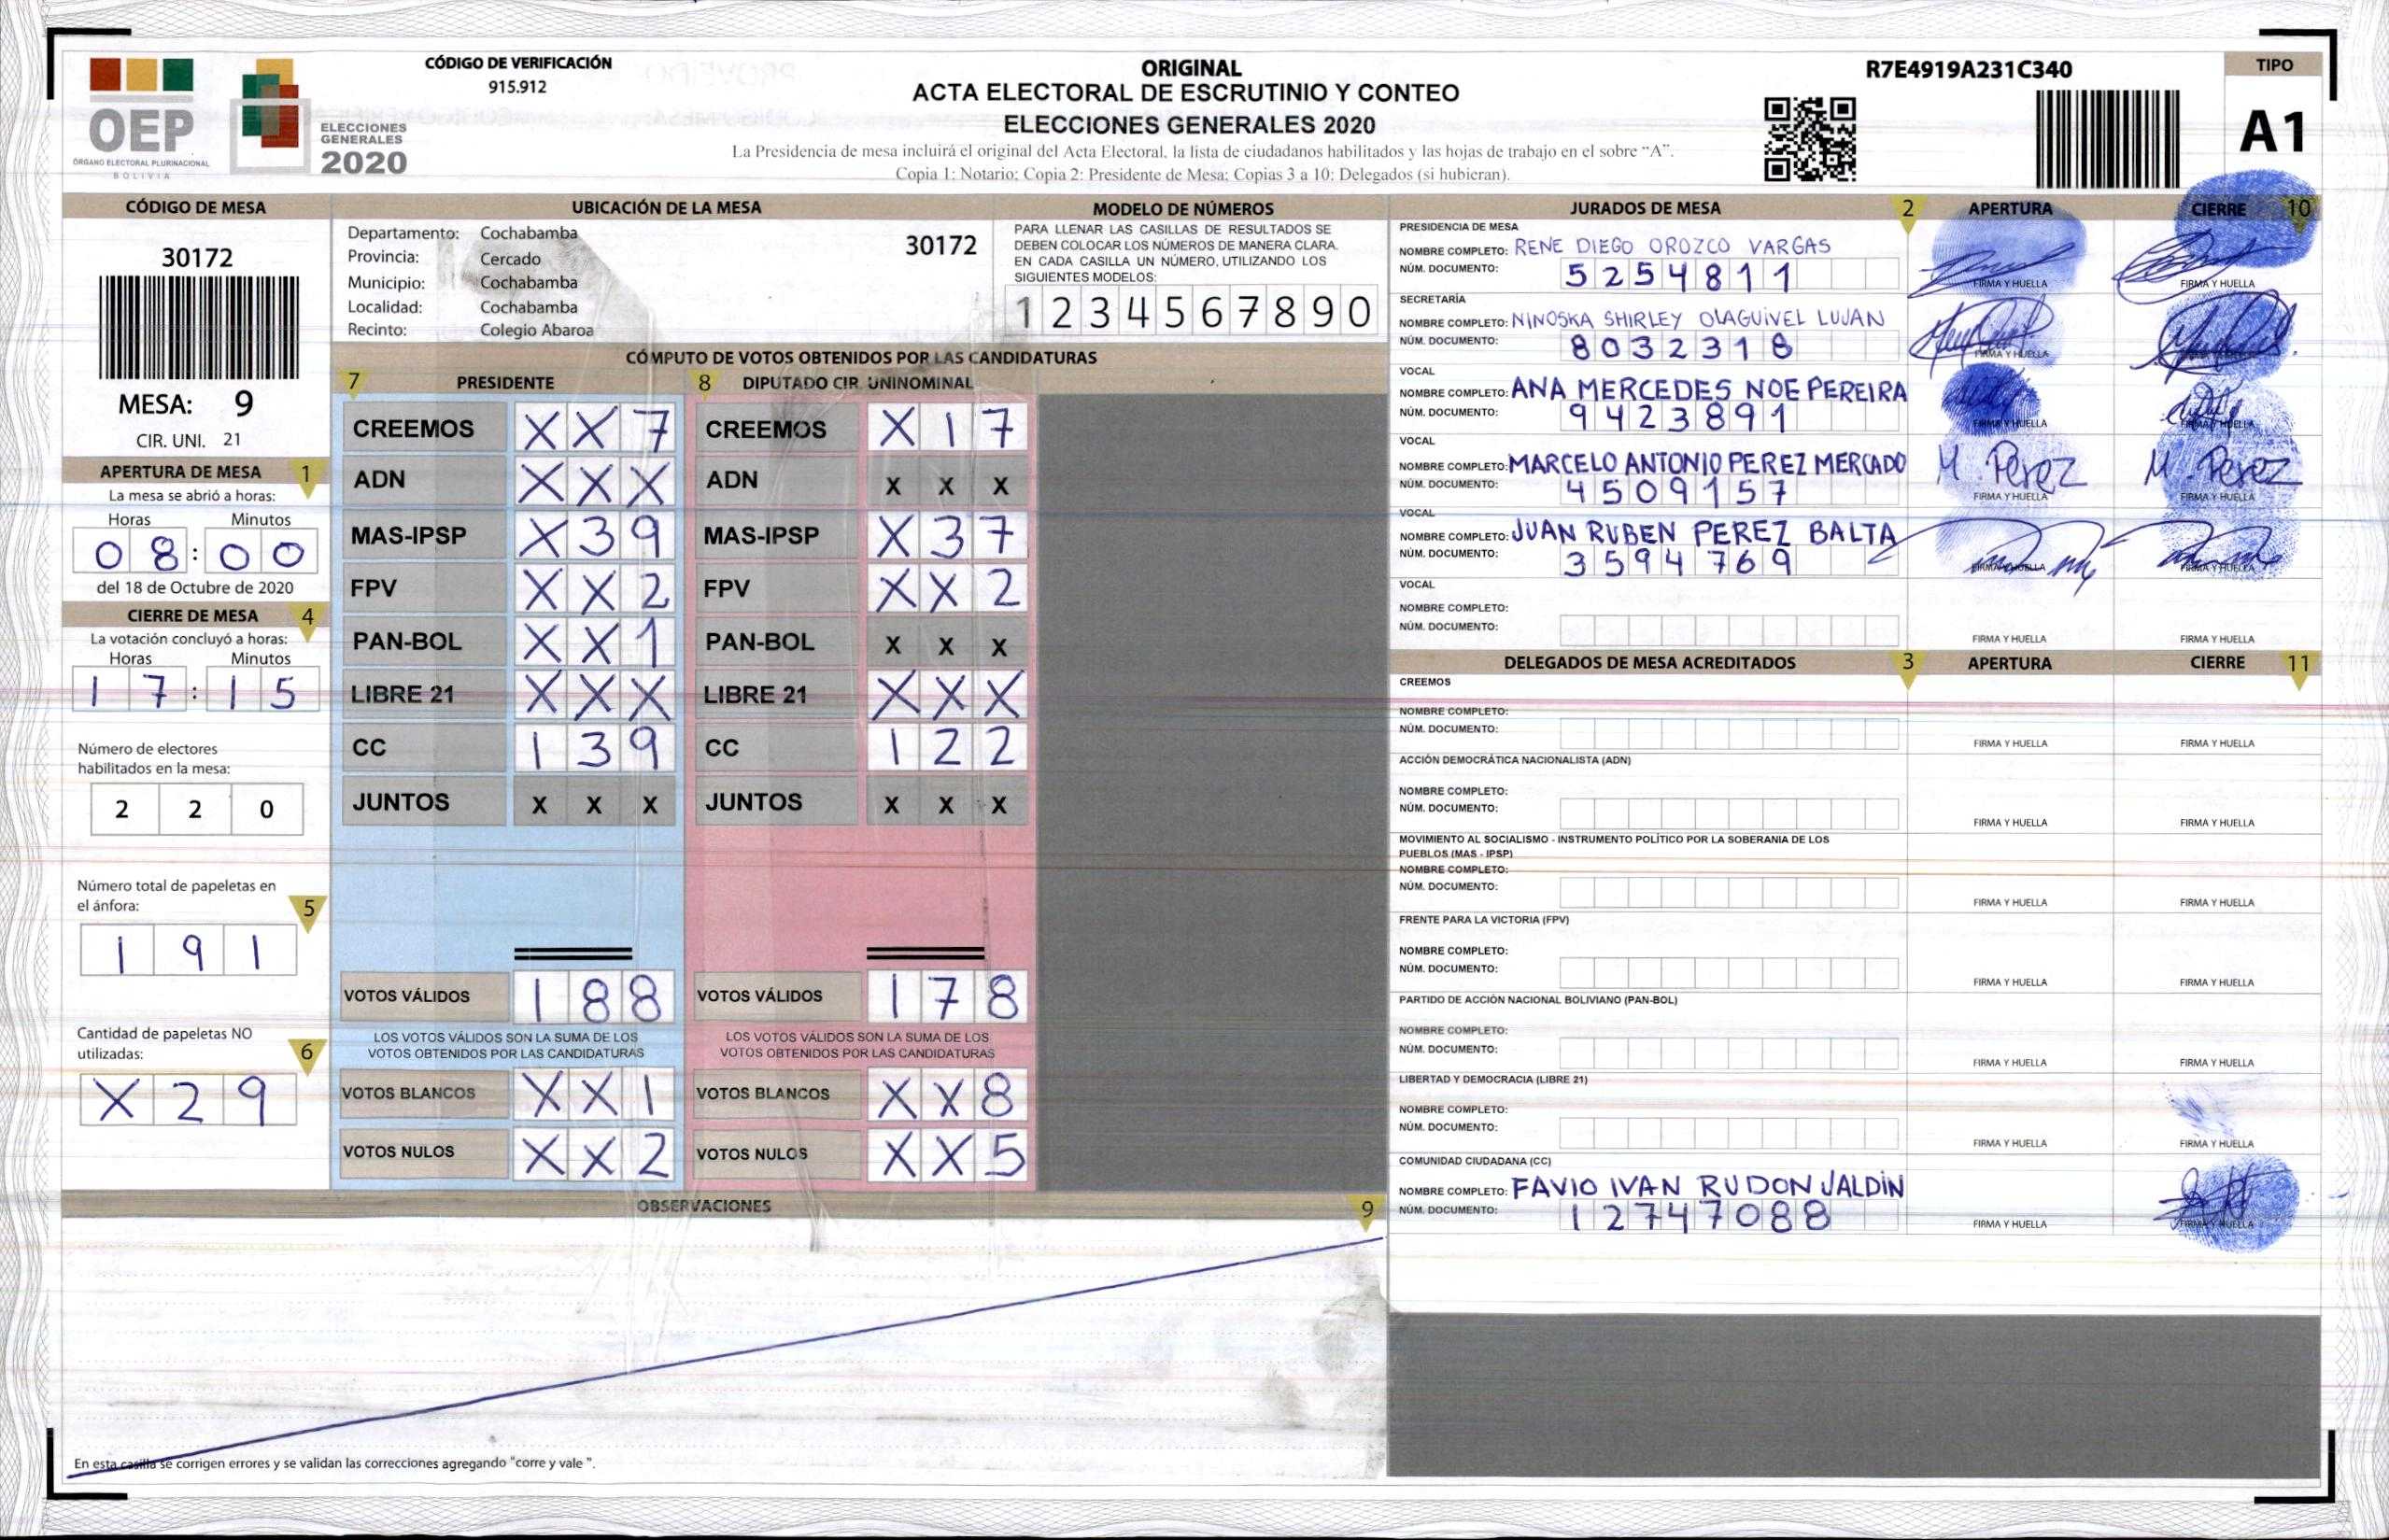 CÓDIGO DE VERIFICACIÓN
915.912
OEP
ÓRGANO ELECTORAL PLURINACIONAL
BOLIVIA
ELECCIONES
GENERALES
2020
ORIGINAL
ACTA ELECTORAL DE ESCRUTINIO Y CONTEO
ELECCIONES GENERALES 2020
La Presidencia de mesa incluirá el original del Acta Electoral, la lista de ciudadanos habilitados y las hojas de trabajo en el sobre “A”.
Copia 1: Notario; Copia 2: Presidente de Mesa; Copias 3 a 10: Delegados (si hubieran).
R7E4919A231C340
TIPO
A1
CÓDIGO DE MESA
30172
MESA: 9
CIR. UNI. 21
APERTURA DE MESA 1
La mesa se abrió a horas:
Horas Minutos
0 8 : 0 0
del 18 de Octubre de 2020
CIERRE DE MESA 4
La votación concluyó a horas:
Horas Minutos
1 7 : 1 5
Número de electores
habilitados en la mesa:
2 2 0
Número total de papeletas en
el ánfora: 5
1 9 1
Cantidad de papeletas NO
utilizadas: 6
X 2 9
UBICACIÓN DE LA MESA
Departamento: Cochabamba
Provincia: Cercado
Municipio: Cochabamba
Localidad: Cochabamba
Recinto: Colegio Abaroa
30172
MODELO DE NÚMEROS
PARA LLENAR LAS CASILLAS DE RESULTADOS SE
DEBEN COLOCAR LOS NÚMEROS DE MANERA CLARA.
EN CADA CASILLA UN NÚMERO, UTILIZANDO LOS
SIGUIENTES MODELOS:
1 2 3 4 5 6 7 8 9 0
CÓMPUTO DE VOTOS OBTENIDOS POR LAS CANDIDATURAS
7 PRESIDENTE
CREEMOS X X 7
ADN X X X
MAS-IPSP X 3 9
FPV X X 2
PAN-BOL X X 1
LIBRE 21 X X X
CC 1 3 9
JUNTOS X X X
VOTOS VÁLIDOS 1 8 8
LOS VOTOS VÁLIDOS SON LA SUMA DE LOS
VOTOS OBTENIDOS POR LAS CANDIDATURAS
VOTOS BLANCOS X X 1
VOTOS NULOS X X 2
8 DIPUTADO CIR. UNINOMINAL
CREEMOS X 1 7
ADN X X X
MAS-IPSP X 3 7
FPV X X 2
PAN-BOL X X X
LIBRE 21 X X X
CC 1 2 2
JUNTOS X X X
VOTOS VÁLIDOS 1 7 8
LOS VOTOS VÁLIDOS SON LA SUMA DE LOS
VOTOS OBTENIDOS POR LAS CANDIDATURAS
VOTOS BLANCOS X X 8
VOTOS NULOS X X 5
OBSERVACIONES 9
En esta casilla se corrigen errores y se validan las correcciones agregando "corre y vale ".
JURADOS DE MESA 2 APERTURA CIERRE 10
PRESIDENCIA DE MESA
NOMBRE COMPLETO: RENE DIEGO OROZCO VARGAS
NÚM. DOCUMENTO: 5254811
FIRMA Y HUELLA FIRMA Y HUELLA
SECRETARÍA
NOMBRE COMPLETO: NINOSKA SHIRLEY OLAGUIVEL LUJAN
NÚM. DOCUMENTO: 8032318
FIRMA Y HUELLA FIRMA Y HUELLA
VOCAL
NOMBRE COMPLETO: ANA MERCEDES NOE PEREIRA
NÚM. DOCUMENTO: 9423891
FIRMA Y HUELLA FIRMA Y HUELLA
VOCAL
NOMBRE COMPLETO: MARCELO ANTONIO PEREZ MERCADO M. Perez M. Perez
NÚM. DOCUMENTO: 4509157
FIRMA Y HUELLA FIRMA Y HUELLA
VOCAL
NOMBRE COMPLETO: JUAN RUBEN PEREZ BALTA
NÚM. DOCUMENTO: 3594769
FIRMA Y HUELLA FIRMA Y HUELLA
VOCAL
NOMBRE COMPLETO:
NÚM. DOCUMENTO:
FIRMA Y HUELLA FIRMA Y HUELLA
DELEGADOS DE MESA ACREDITADOS 3 APERTURA CIERRE 11
CREEMOS
NOMBRE COMPLETO:
NÚM. DOCUMENTO:
FIRMA Y HUELLA FIRMA Y HUELLA
ACCIÓN DEMOCRÁTICA NACIONALISTA (ADN)
NOMBRE COMPLETO:
NÚM. DOCUMENTO:
FIRMA Y HUELLA FIRMA Y HUELLA
MOVIMIENTO AL SOCIALISMO - INSTRUMENTO POLÍTICO POR LA SOBERANIA DE LOS
PUEBLOS (MAS - IPSP)
NOMBRE COMPLETO:
NÚM. DOCUMENTO:
FIRMA Y HUELLA FIRMA Y HUELLA
FRENTE PARA LA VICTORIA (FPV)
NOMBRE COMPLETO:
NÚM. DOCUMENTO:
FIRMA Y HUELLA FIRMA Y HUELLA
PARTIDO DE ACCIÓN NACIONAL BOLIVIANO (PAN-BOL)
NOMBRE COMPLETO:
NÚM. DOCUMENTO:
FIRMA Y HUELLA FIRMA Y HUELLA
LIBERTAD Y DEMOCRACIA (LIBRE 21)
NOMBRE COMPLETO:
NÚM. DOCUMENTO:
FIRMA Y HUELLA FIRMA Y HUELLA
COMUNIDAD CIUDADANA (CC)
NOMBRE COMPLETO: FAVIO IVAN RUDON JALDIN
NÚM. DOCUMENTO: 12747088
FIRMA Y HUELLA FIRMA Y HUELLA